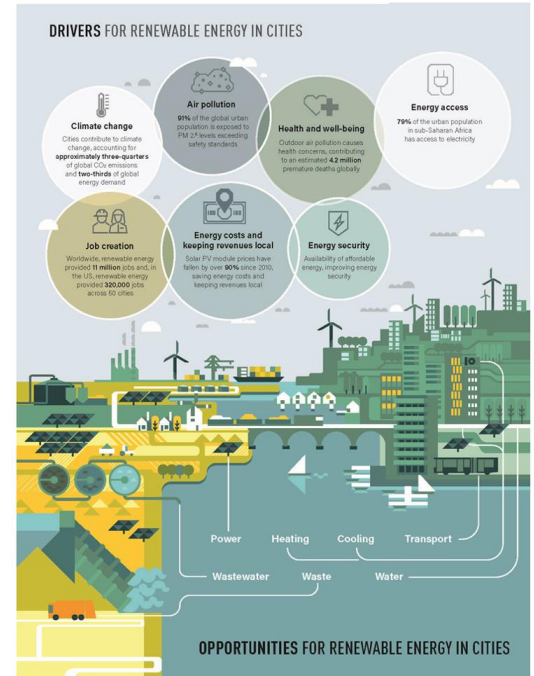 DRIVERS FOR RENEWABLE ENERGY IN CITIES
Climate change
Cities contribute to climate
change, accounting for
approximately three-quarters
of global CO₂ emissions
and two-thirds of global
energy demand
Air pollution
91% of the global urban
population is exposed to
PM 2.5 levels exceeding
safety standards
Health and well-being
Outdoor air pollution causes
health concerns, contributing
to an estimated 4.2 million
premature deaths globally
Energy access
79% of the urban population
in sub-Saharan Africa
has access to electricity
Job creation
Worldwide, renewable energy
provided 11 million jobs and, in
the US, renewable energy
provided 320,000 jobs
across 50 cities
Energy costs and
keeping revenues local
Solar PV module prices have
fallen by over 90% since 2010,
saving energy costs and
keeping revenues local
Energy security
Availability of affordable
energy, improving energy
security
Power Heating Cooling Transport
Wastewater Waste Water
OPPORTUNITIES FOR RENEWABLE ENERGY IN CITIES